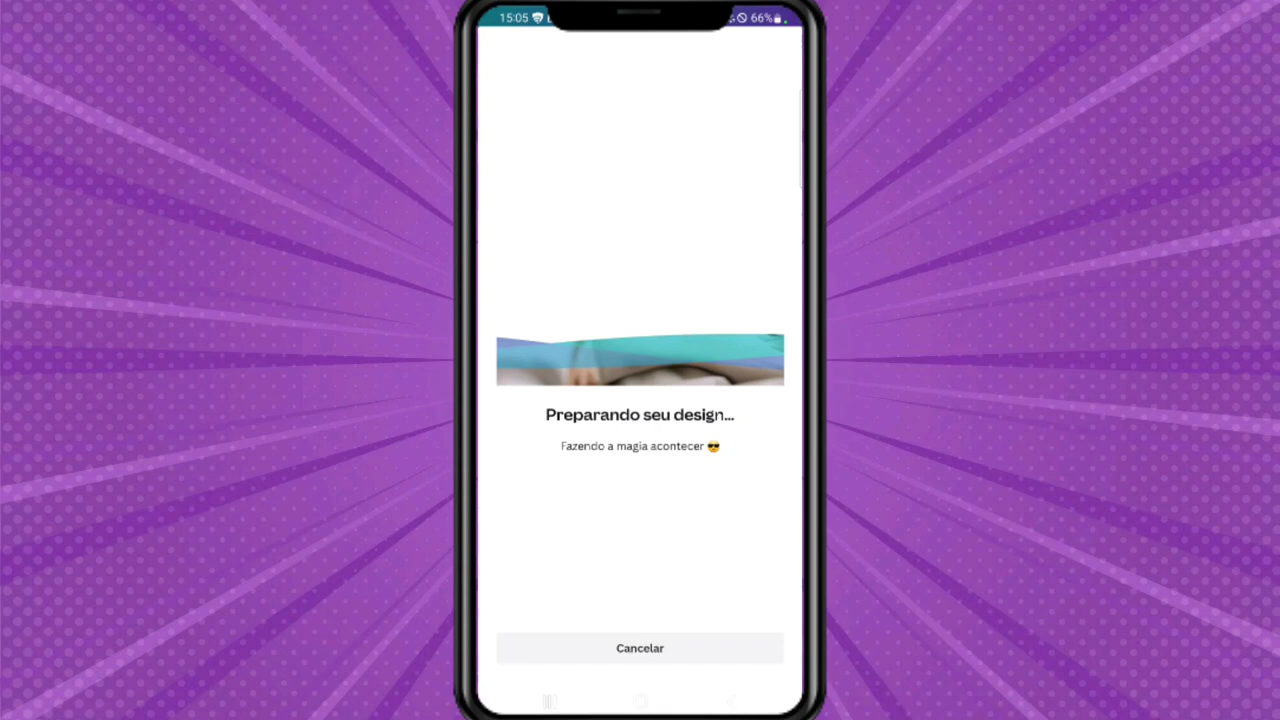 15:05
66%
Preparando seu design...
Fazendo a magia acontecer 😎
Cancelar